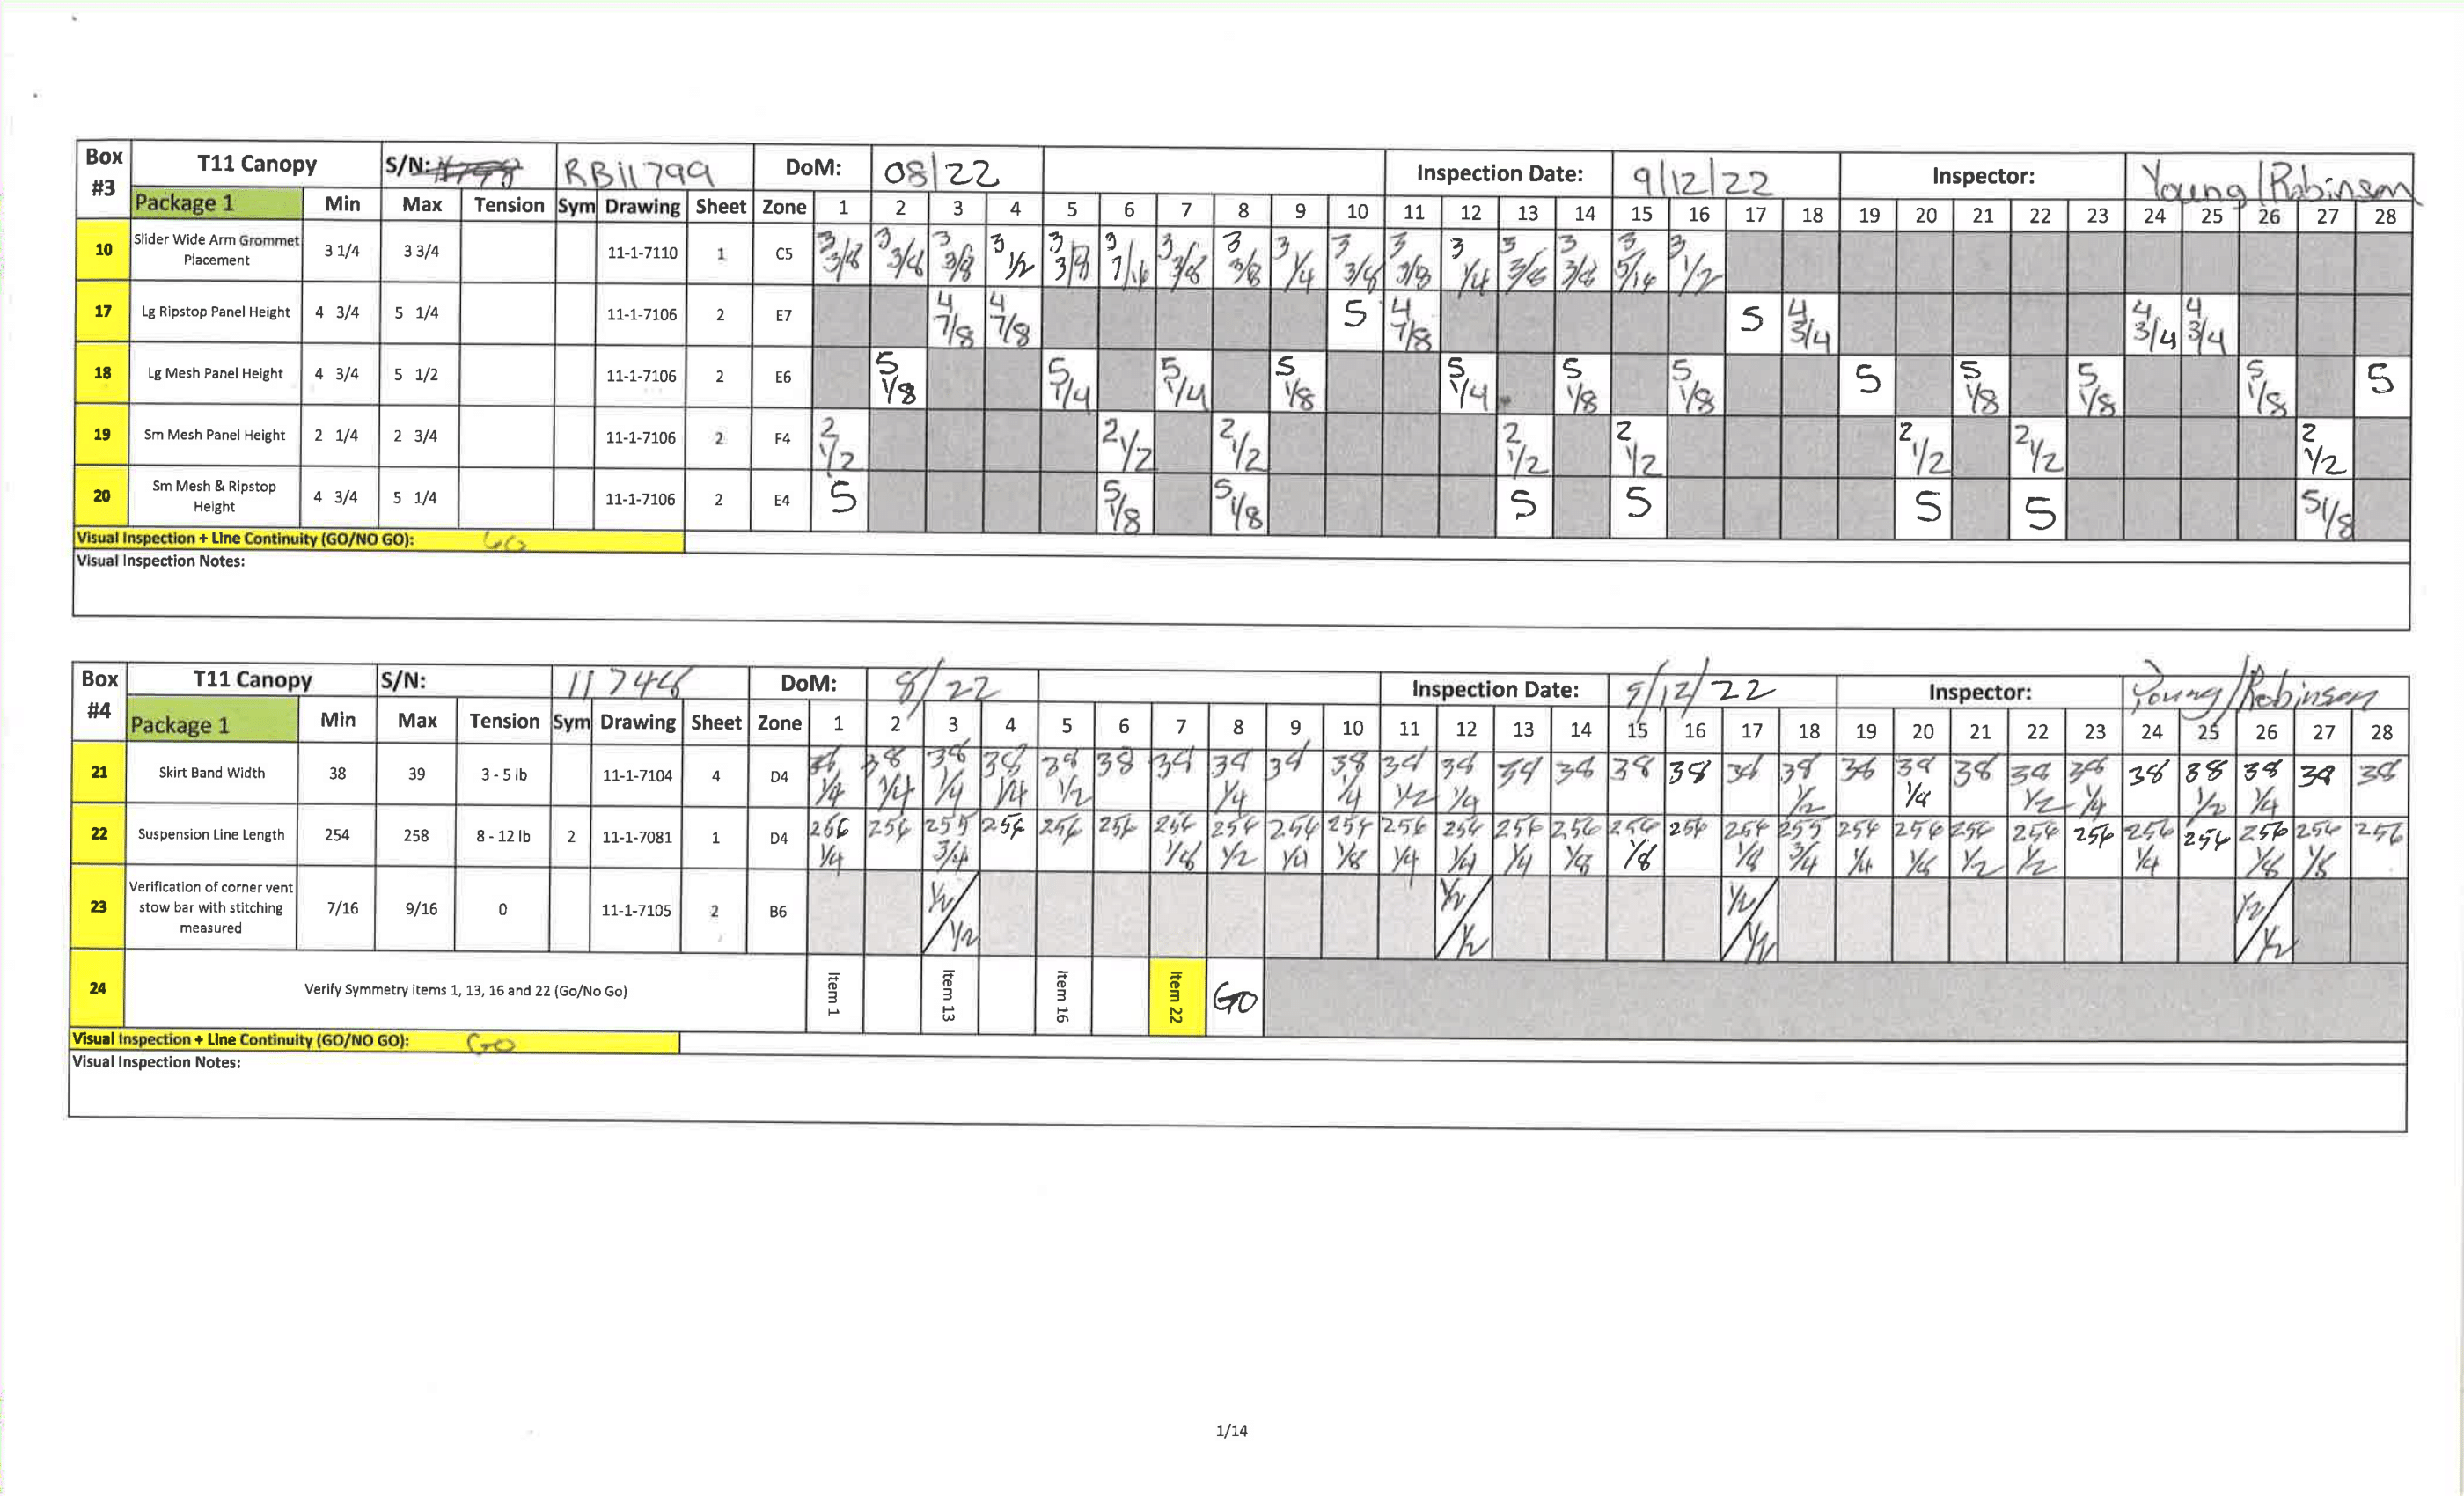 Box #3 T11 Canopy S/N: RB11799 DoM: 08/22 Inspection Date: 9/12/22 Inspector: Young/Robinson
Package 1 Min Max Tension Sym Drawing Sheet Zone 1 2 3 4 5 6 7 8 9 10 11 12 13 14 15 16 17 18 19 20 21 22 23 24 25 26 27 28
10 Slider Wide Arm Grommet Placement 3 1/4 3 3/4 11-1-7110 1 C5 3 3/8 3 3/8 3 3/8 3 1/2 3 3/8 3 7/16 3 3/8 3 3/8 3 1/4 3 3/8 3 3/8 3 1/4 3 3/8 3 3/8 3 5/16 3 1/2
17 Lg Ripstop Panel Height 4 3/4 5 1/4 11-1-7106 2 E7 4 7/8 4 7/8 5 4 7/8 5 4 3/4 4 3/4 4 3/4
18 Lg Mesh Panel Height 4 3/4 5 1/2 11-1-7106 2 E6 5 1/8 5 1/4 5 1/4 5 1/8 5 1/4 5 1/8 5 1/8 5 5 1/8 5 1/8 5 1/8 5
19 Sm Mesh Panel Height 2 1/4 2 3/4 11-1-7106 2 F4 2 1/2 2 1/2 2 1/2 2 1/2 2 1/2 2 1/2 2 1/2 2 1/2
20 Sm Mesh & Ripstop Height 4 3/4 5 1/4 11-1-7106 2 E4 5 5 1/8 5 1/8 5 5 5 5 5 1/8
Visual Inspection + Line Continuity (GO/NO GO): GO
Visual Inspection Notes:
Box #4 T11 Canopy S/N: 11748 DoM: 8/22 Inspection Date: 9/12/22 Inspector: Young/Robinson
Package 1 Min Max Tension Sym Drawing Sheet Zone 1 2 3 4 5 6 7 8 9 10 11 12 13 14 15 16 17 18 19 20 21 22 23 24 25 26 27 28
21 Skirt Band Width 38 39 3 - 5 lb 11-1-7104 4 D4 1/4 38 1/4 38 1/4 38 1/4 38 1/2 38 38 38 1/4 38 38 1/4 38 1/2 38 1/4 38 38 38 38 38 38 1/2 38 38 1/4 38 38 1/2 38 1/4 38 38 1/2 38 1/4 38 38
22 Suspension Line Length 254 258 8 - 12 lb 2 11-1-7081 1 D4 256 1/4 256 255 3/4 256 256 256 256 1/8 256 1/2 256 1/4 256 1/8 256 1/4 256 1/4 256 1/4 256 1/8 256 1/8 256 256 1/8 255 3/4 256 1/4 256 1/8 256 1/2 256 1/2 256 256 1/4 256 256 1/8 256 1/8 256
23 Verification of corner vent stow bar with stitching measured 7/16 9/16 0 11-1-7105 2 B6 1/2 / 1/2 1/2 / 1/2 1/2 / 1/2 1/2 / 1/2
24 Verify Symmetry items 1, 13, 16 and 22 (Go/No Go) Item 1 Item 13 Item 16 Item 22 GO
Visual Inspection + Line Continuity (GO/NO GO): GO
Visual Inspection Notes:
1/14